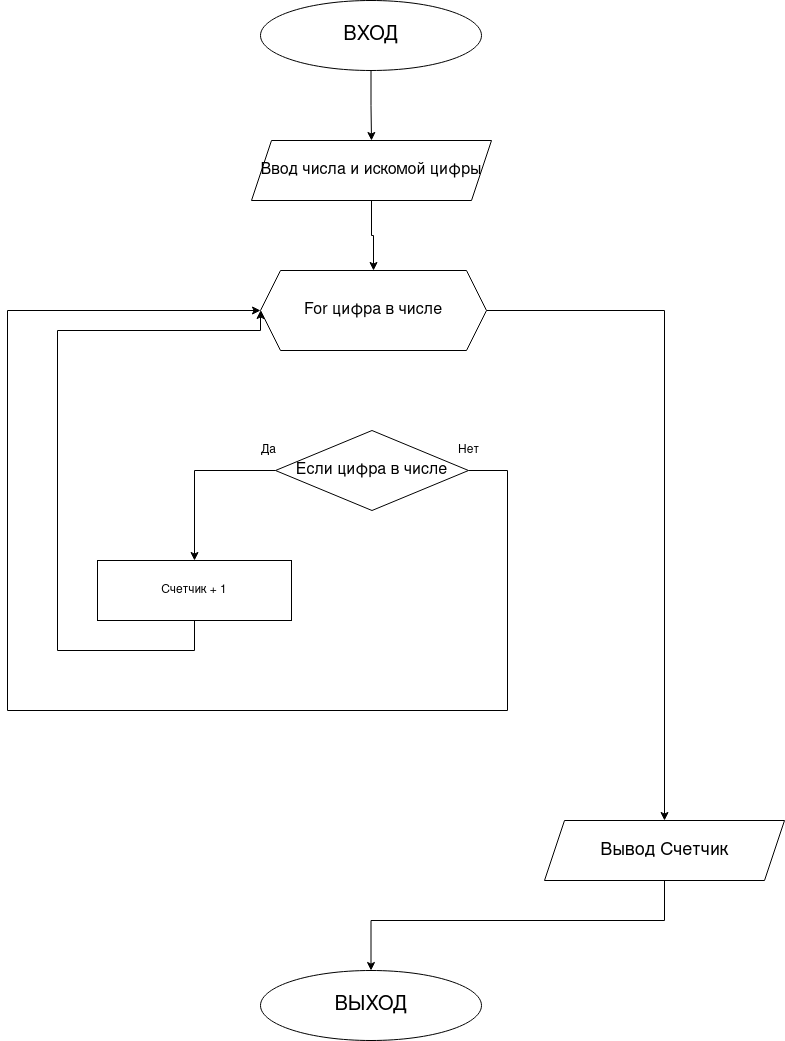 ВХОД
Ввод числа и искомой цифры
For цифра в числе
Да
Нет
Если цифра в числе
Счетчик + 1
Вывод Счетчик
ВЫХОД